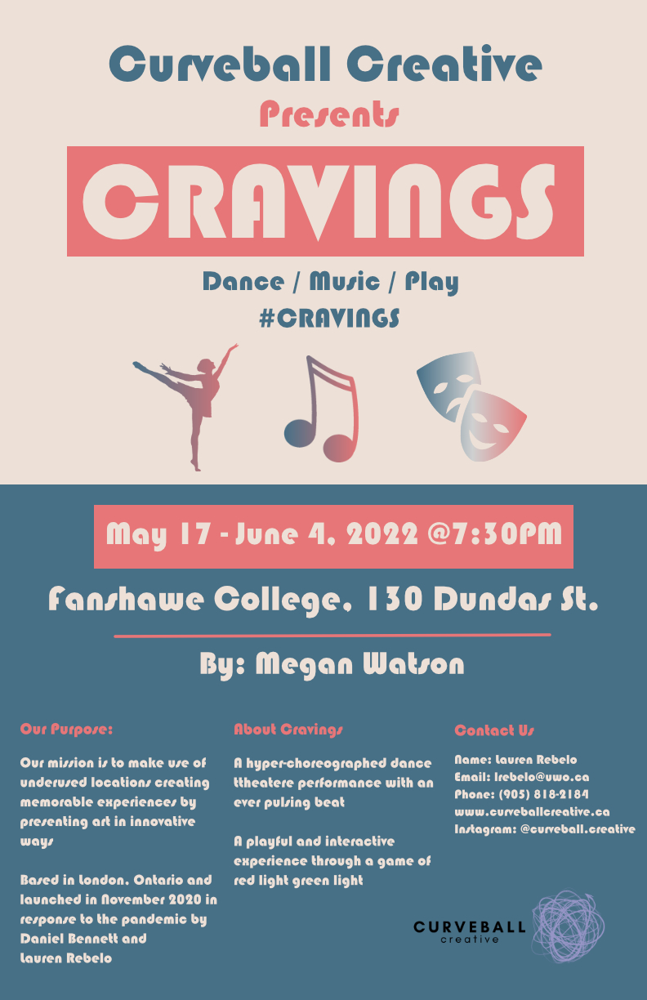 Curveball Creative
Presents
CRAVINGS
Dance / Music / Play
#CRAVINGS
May 17 - June 4, 2022 @7:30PM
Fanshawe College, 130 Dundas St.
By: Megan Watson
Our Purpose:
Our mission is to make use of
underused locations creating
memorable experiences by
presenting art in innovative
ways
Based in London, Ontario and
launched in November 2020 in
response to the pandemic by
Daniel Bennett and
Lauren Rebelo
About Cravings
A hyper-choreographed dance
ttheatere performance with an
ever pulsing beat
A playful and interactive
experience through a game of
red light green light
Contact Us
Name: Lauren Rebelo
Email: lrebelo@uwo.ca
Phone: (905) 818-2184
www.curveballcreative.ca
Instagram: @curveball.creative
CURVEBALL
creative